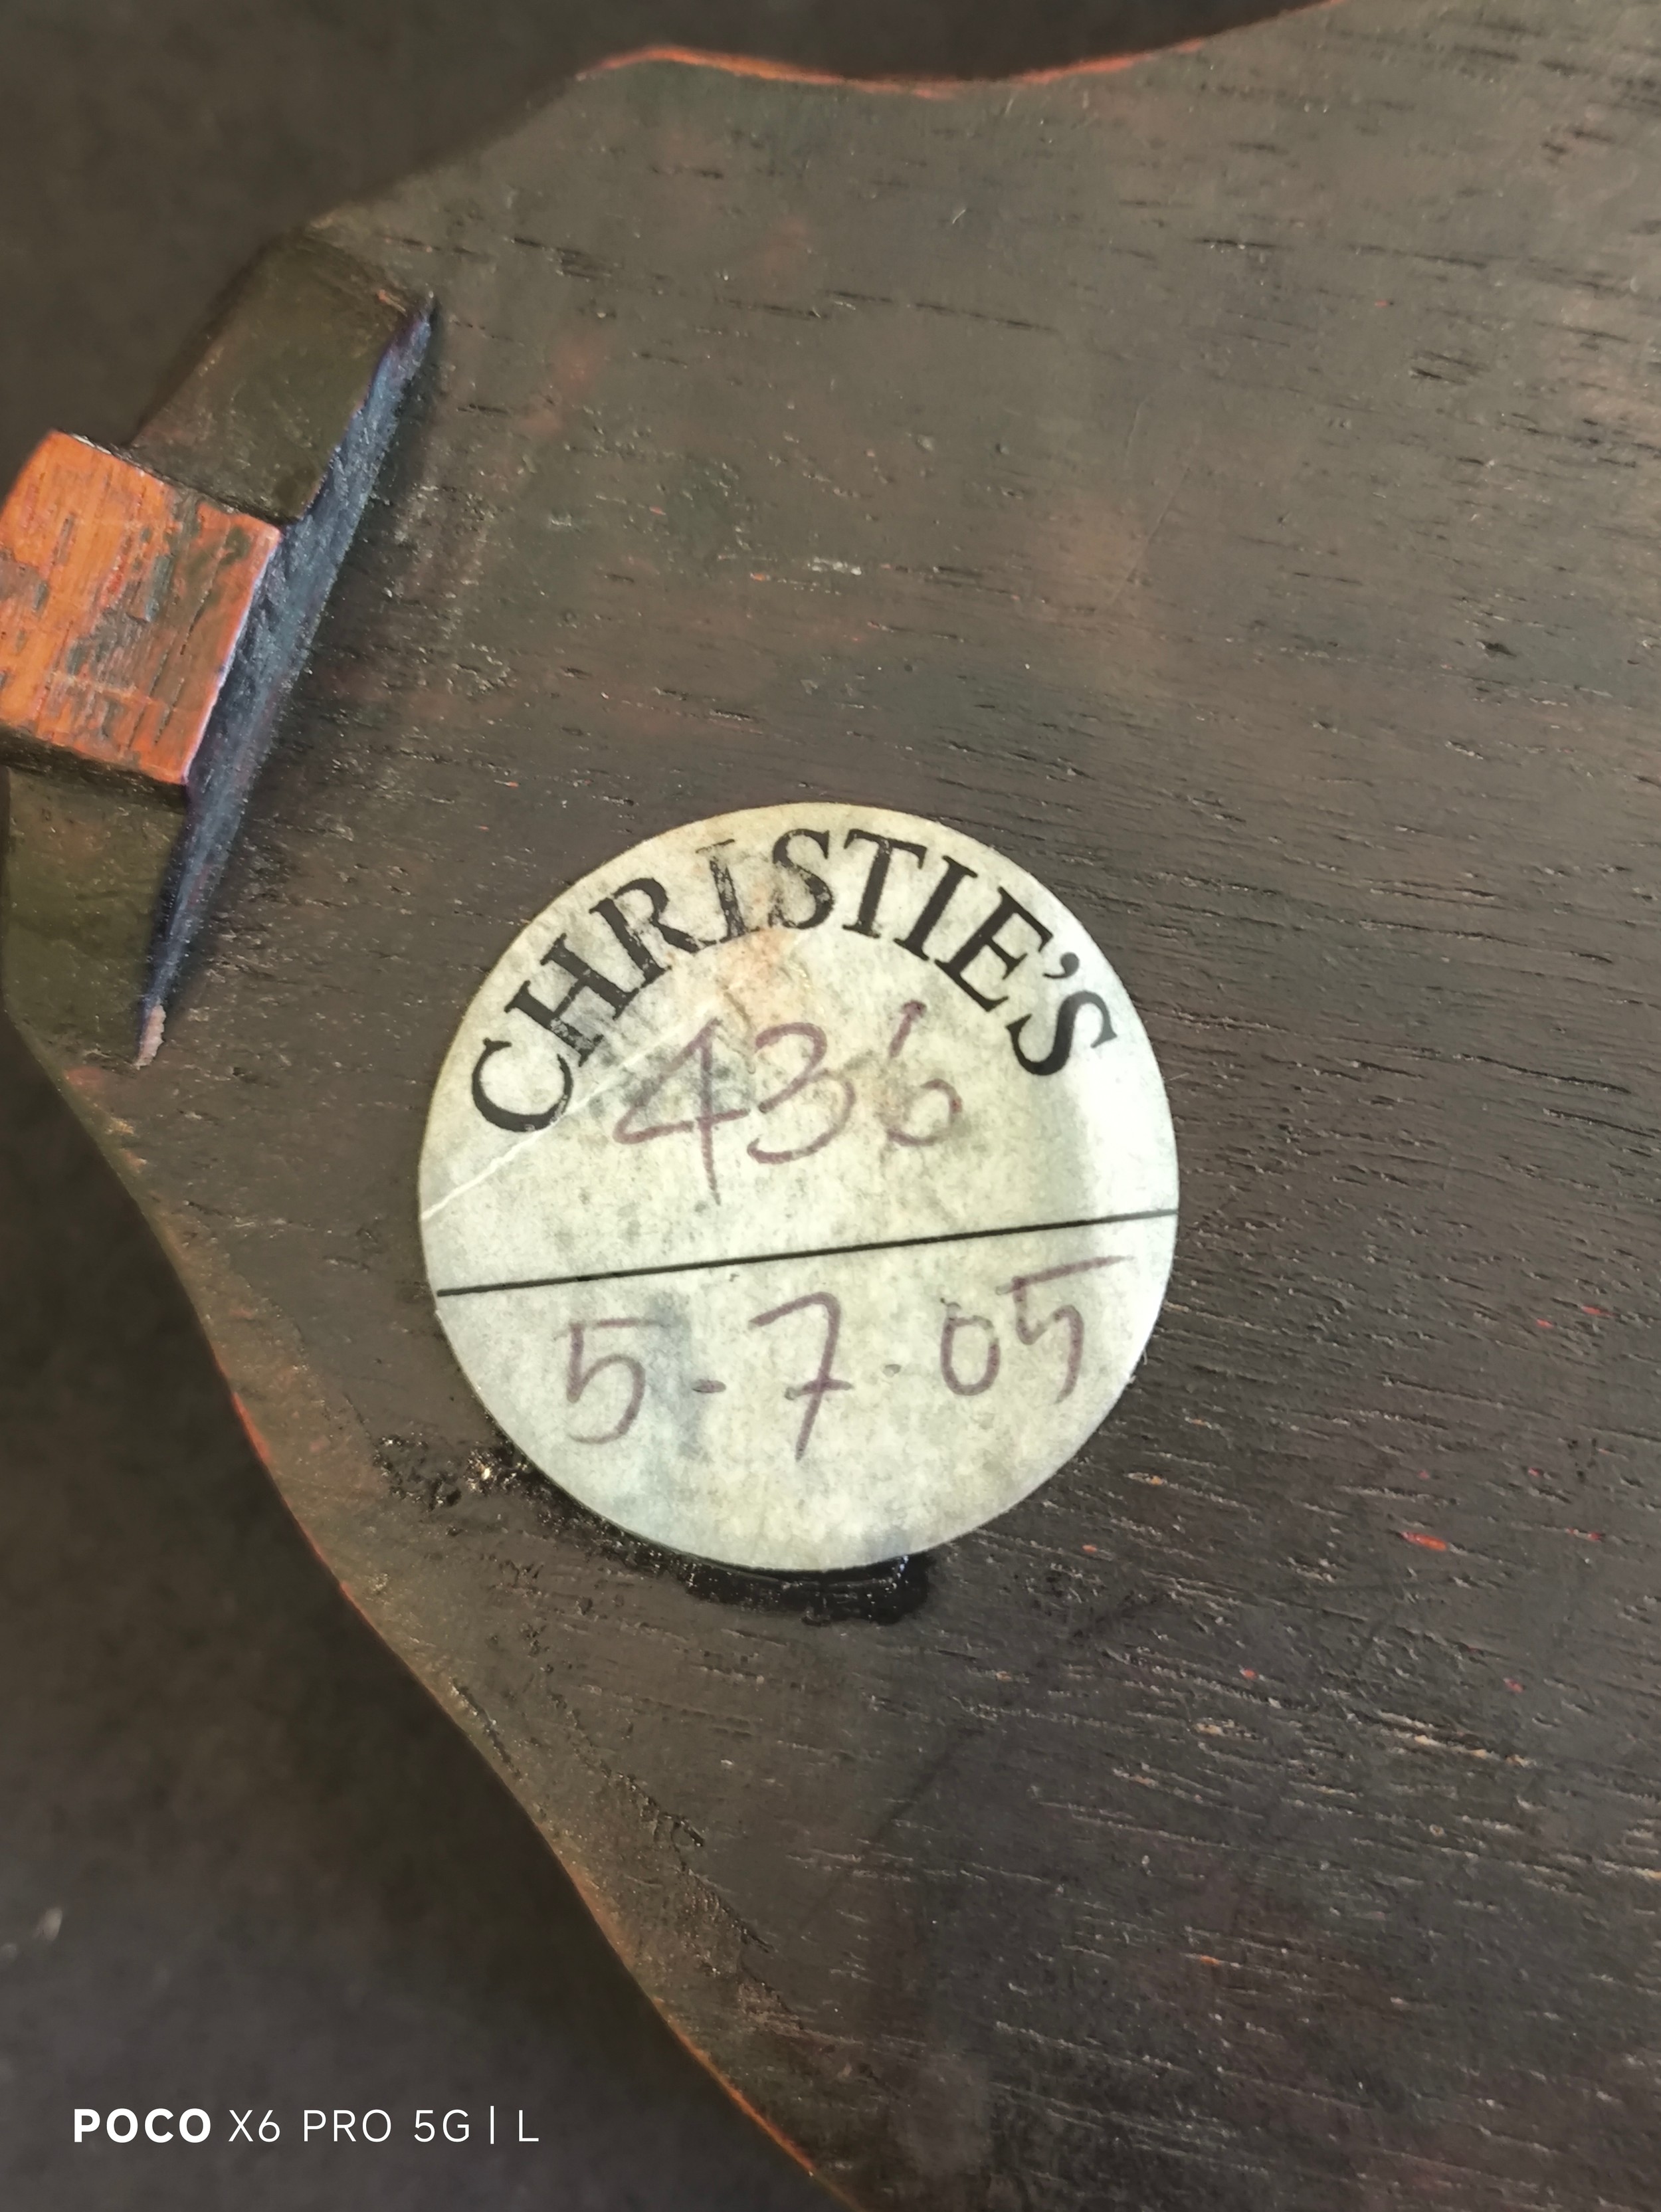 CHRISTIE'S
436
5-7.05
POCO X6 PRO 5G | L